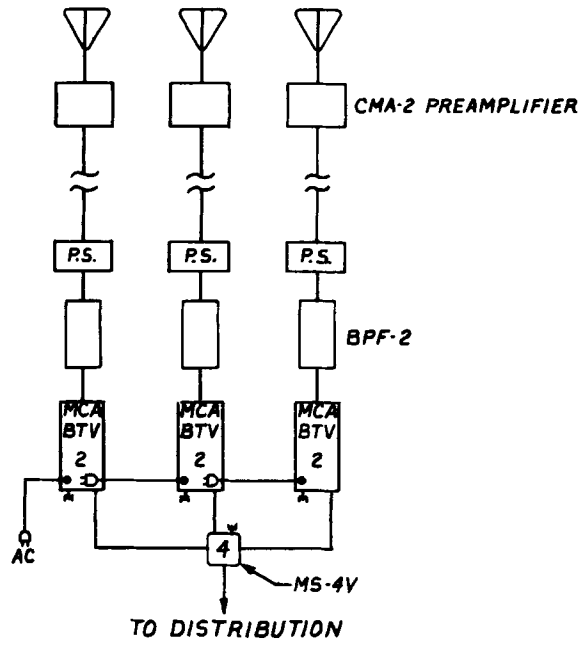 CMA-2 PREAMPLIFIER
P.S. P.S. P.S.
BPF-2
MCA MCA MCA
BTV BTV BTV
2 2 2
AC
4
MS-4V
TO DISTRIBUTION